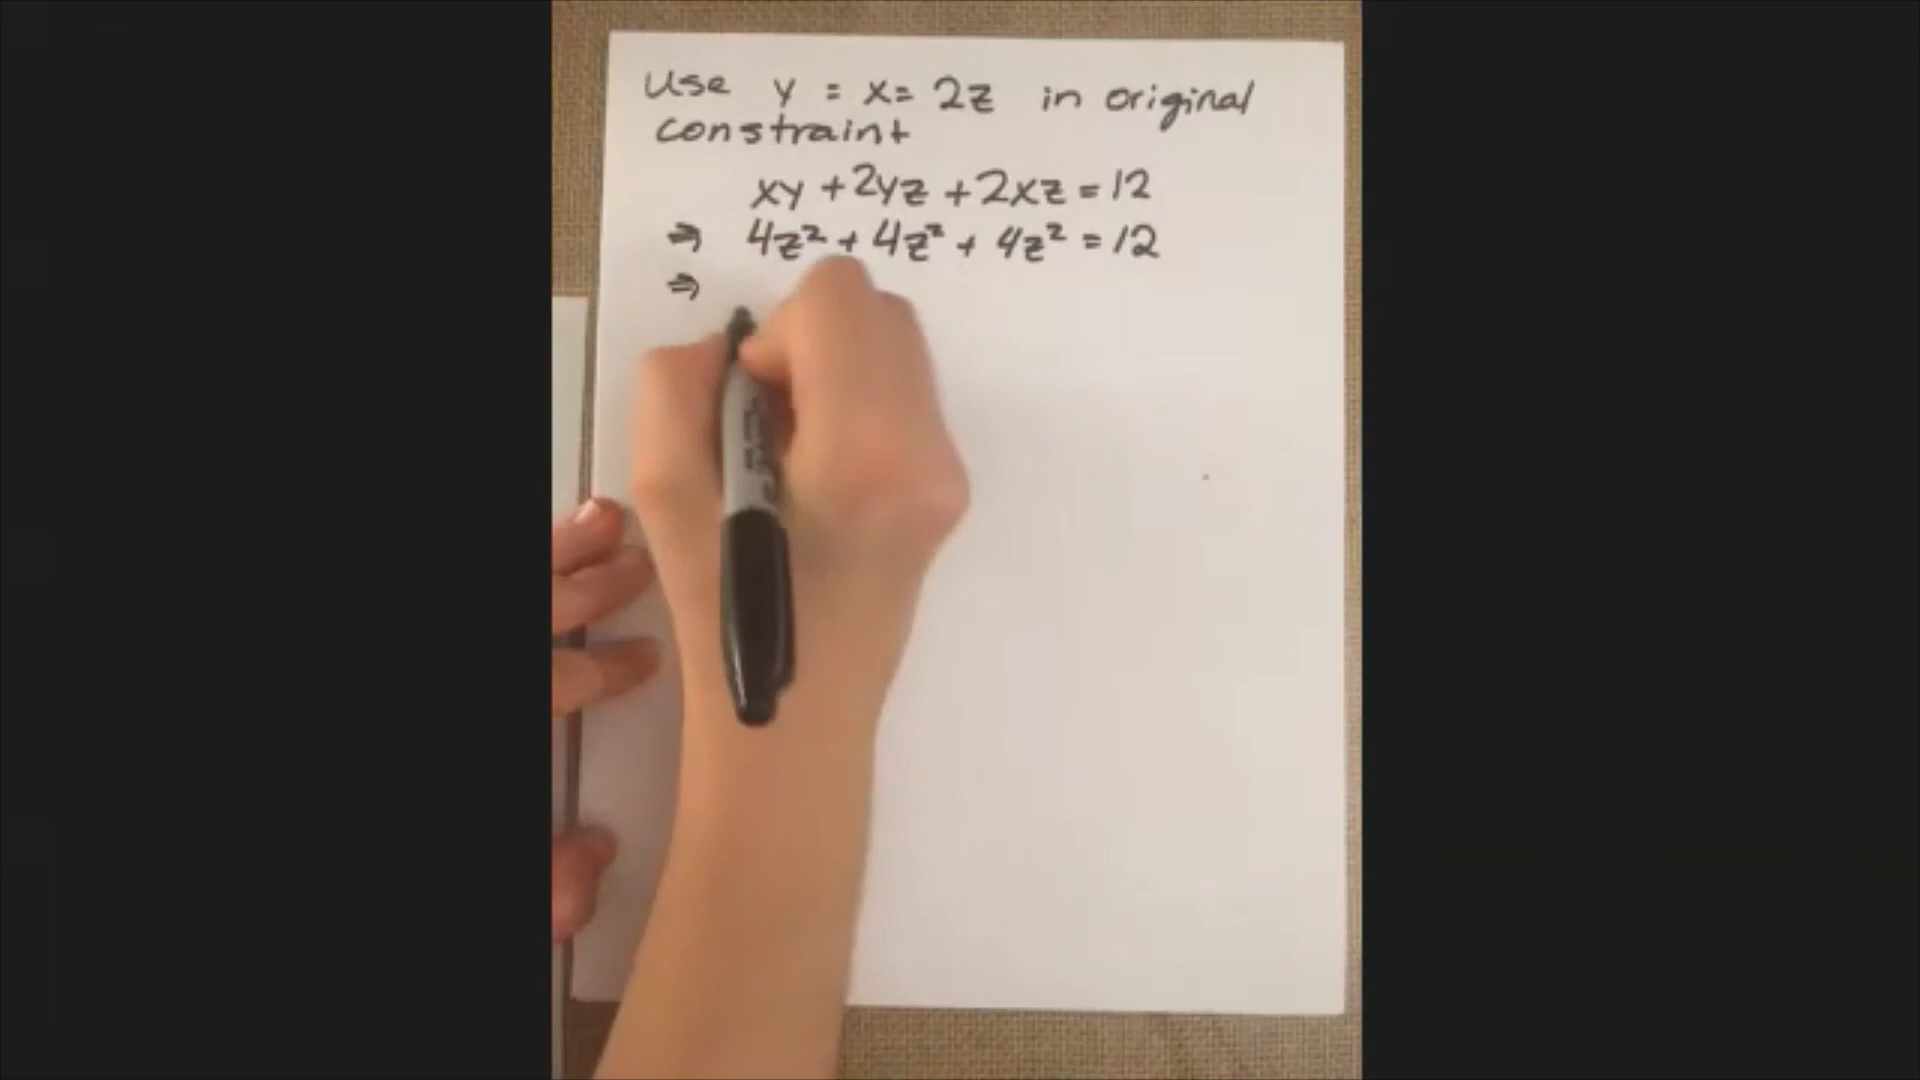 Use y = x = 2z in original
constraint
xy + 2yz + 2xz = 12
⇒ 4z² + 4z² + 4z² = 12
⇒